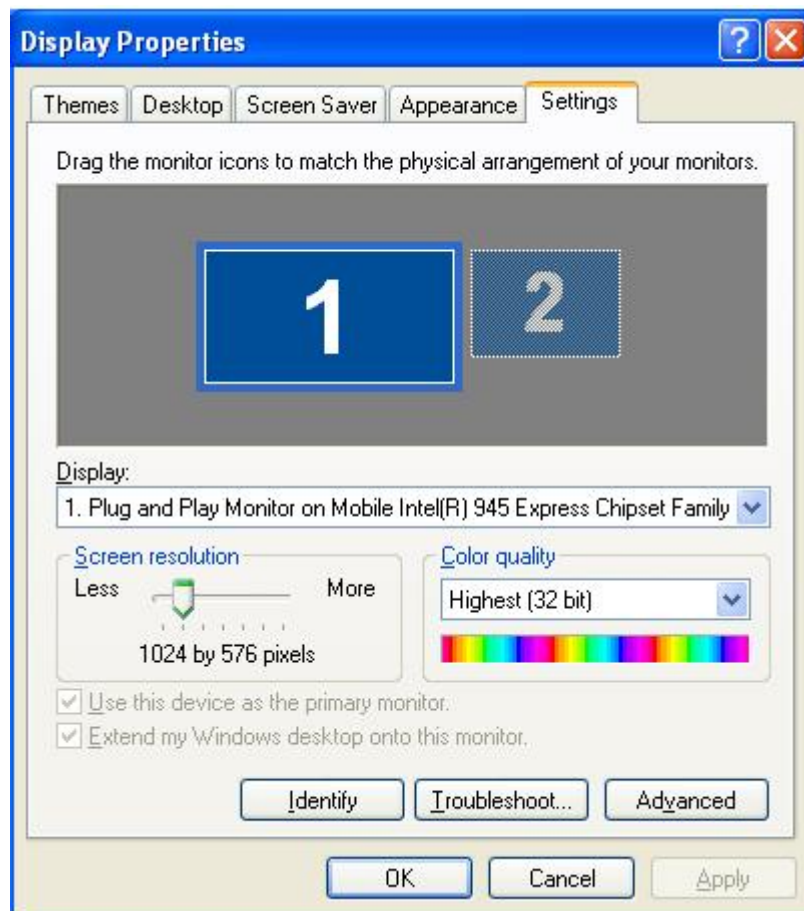 Display Properties
Themes Desktop Screen Saver Appearance Settings
Drag the monitor icons to match the physical arrangement of your monitors.
1 2
Display:
1. Plug and Play Monitor on Mobile Intel(R) 945 Express Chipset Family
Screen resolution
Less More
1024 by 576 pixels
Color quality
Highest (32 bit)
Use this device as the primary monitor.
Extend my Windows desktop onto this monitor.
Identify Troubleshoot... Advanced
OK Cancel Apply